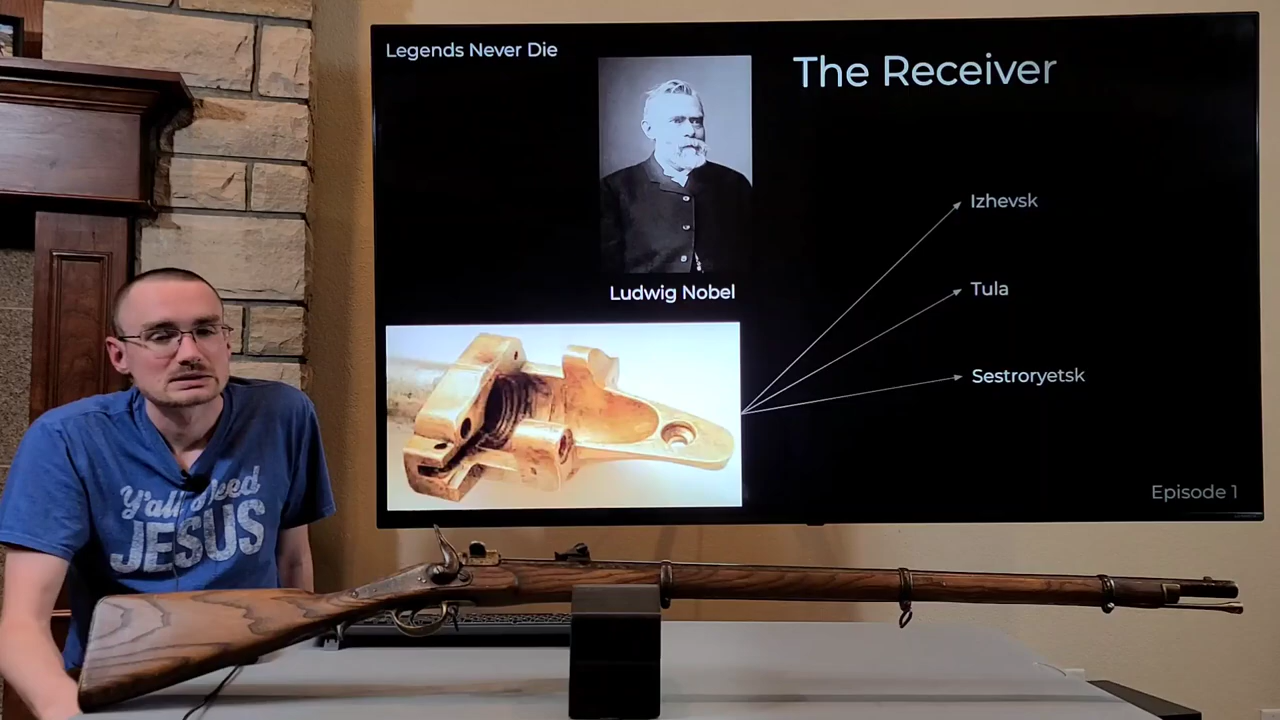 Legends Never Die
The Receiver
Ludwig Nobel
Izhevsk
Tula
Sestroryetsk
Episode 1
Y'all Need
JESUS